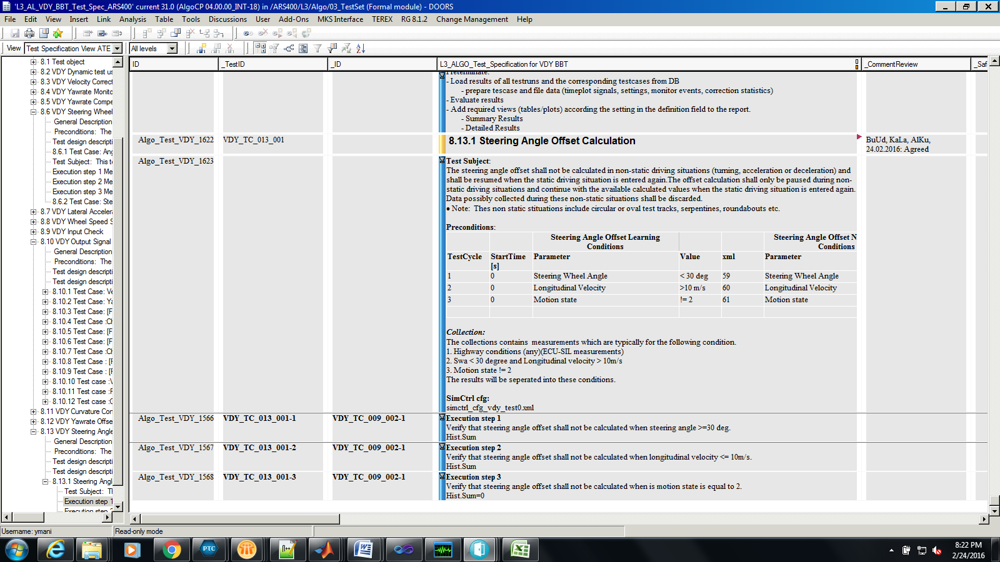 'L3_AL_VDY_BBT_Test_Spec_ARS400' current 31.0 (AlgoCP 04.00.00_INT-18) in /ARS400/L3/Algo/03_TestSet (Formal module) - DOORS
File Edit View Insert Link Analysis Table Tools Discussions User Add-Ons MKS Interface TEREX RG 8.1.2 Change Management Help
View Test Specification View ATE All levels
8.1 Test object
8.2 VDY Dynamic test us
8.3 VDY Velocity Correct
8.4 VDY Yawrate Monito
8.5 VDY Yawrate Compe
8.6 VDY Steering Wheel
General Description
Preconditions: The
Test design descripti
8.6.1 Test Case: Ang
Test Subject: This te
Execution step 1 Me
Execution step 2 Me
Execution step 3 Me
8.6.2 Test Case: Ste
8.7 VDY Lateral Acceler
8.8 VDY Wheel Speed S
8.9 VDY Input Check
8.10 VDY Output Signal
General Description
Preconditions: The
Test design descripti
Test design descripti
8.10.1 Test Case: Ve
8.10.2 Test Case: Ya
8.10.3 Test Case: [F
8.10.4 Test Case :Ch
8.10.5 Test Case: [F
8.10.6 Test Case: [F
8.10.7 Test Case :Ch
8.10.8 Test Case : [F
8.10.9 Test Case : [F
8.10.10 Test case :V
8.10.11 Test case :F
8.10.12 Test case :C
8.11 VDY Curvature Cor
8.12 VDY Yawrate Offse
8.13 VDY Steering Angle
General Description
Preconditions: The
Test design descripti
Test design descripti
8.13.1 Steering Angl
Test Subject: T
Execution step 1
Execution step 2
ID _TestID _ID L3_ALGO_Test_Specification for VDY BBT _CommentReview _Saf
Preterminate:
- Load results of all testruns and the corresponding testcases from DB
- prepare tescase and file data (timeplot signals, settings, monitor events, correction statistics)
- Evaluate results
- Add required views (tables/plots) according the setting in the definition field to the report.
- Summary Results
- Detailed Results
Algo_Test_VDY_1622 VDY_TC_013_001 8.13.1 Steering Angle Offset Calculation BuUd, KaLa, AlKu,
24.02.2016: Agreed
Algo_Test_VDY_1623 Test Subject:
The steering angle offset shall not be calculated in non-static driving situations (turning, acceleration or deceleration) and
shall be resumed when the static driving situation is entered again.The offset calculation shall only be paused during non-
static driving situations and continue with the available calculated values when the static driving situation is entered again.
Data possibly collected during these non-static situations shall be discarded.
• Note: Thes non static stituations include circular or oval test tracks, serpentines, roundabouts etc.
Preconditions:
Steering Angle Offset Learning Steering Angle Offset N
Conditions Conditions
TestCycle StartTime Parameter Value xml Parameter
[s]
1 0 Steering Wheel Angle < 30 deg 59 Steering Wheel Angle
2 0 Longitudinal Velocity >10 m/s 60 Longitudinal Velocity
3 0 Motion state != 2 61 Motion state
Collection:
The collections contains measurements which are typically for the following condition.
1. Highway conditions (any)(ECU-SIL measurements)
2. Swa < 30 degree and Longitudinal velocity > 10m/s
3. Motion state != 2
The results will be seperated into these conditions.
SimCtrl cfg:
simctrl_cfg_vdy_test0.xml
Algo_Test_VDY_1566 VDY_TC_013_001-1 VDY_TC_009_002-1 Execution step 1
Verify that steering angle offset shall not be calculated when steering angle >=30 deg.
Hist.Sum
Algo_Test_VDY_1567 VDY_TC_013_001-2 VDY_TC_009_002-1 Execution step 2
Verify that steering angle offset shall not be calculated when longitudinal velocity <= 10m/s.
Hist.Sum
Algo_Test_VDY_1568 VDY_TC_013_001-3 VDY_TC_009_002-1 Execution step 3
Verify that steering angle offset shall not be calculated when is motion state is equal to 2.
Hist.Sum=0
Username: ymani Read-only mode
PTC
8:22 PM
2/24/2016